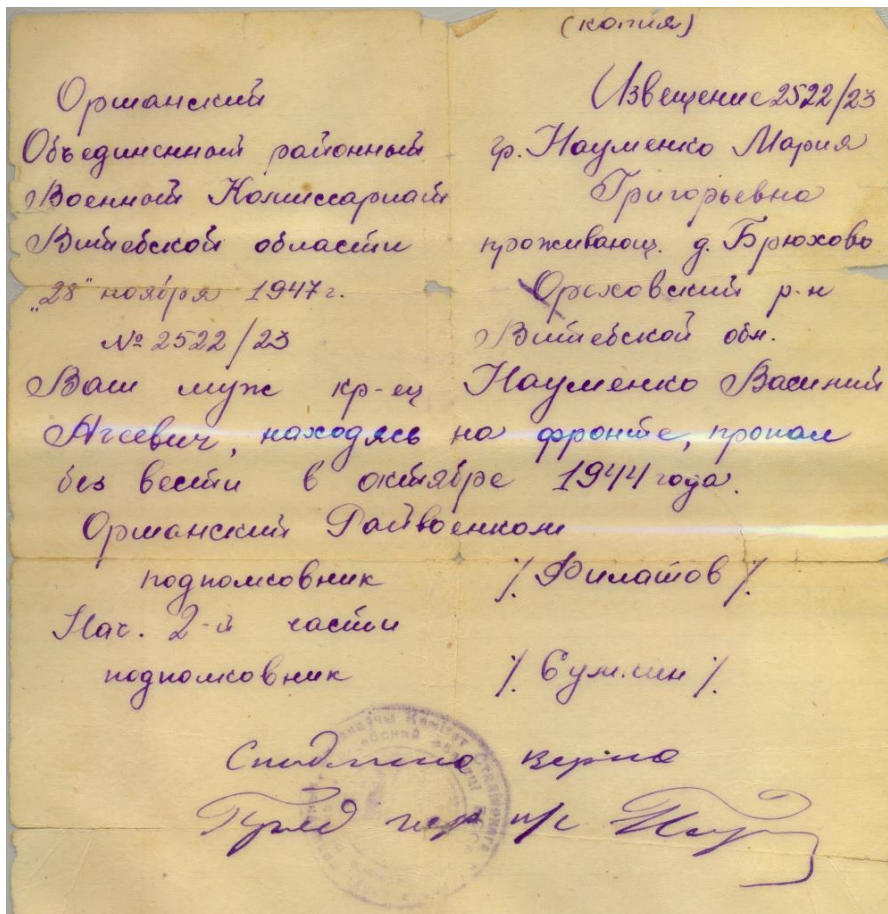 (копия)
Оршанский
Объединенный районный
Военный Комиссариат
Витебской области
„28" ноября 1947 г.
№ 2522/23
Извещение 2522/23
гр. Науменко Мария
Григорьевна
проживающ. д. Брюхово
Ореховский р-н
Витебской обл.
Ваш муж кр-ец Науменко Василий
Агеевич, находясь на фронте, пропал
без вести в октябре 1944 года.
Оршанский Райвоенком
подполковник /. Филатов /.
Нач. 2-й части
подполковник
верно